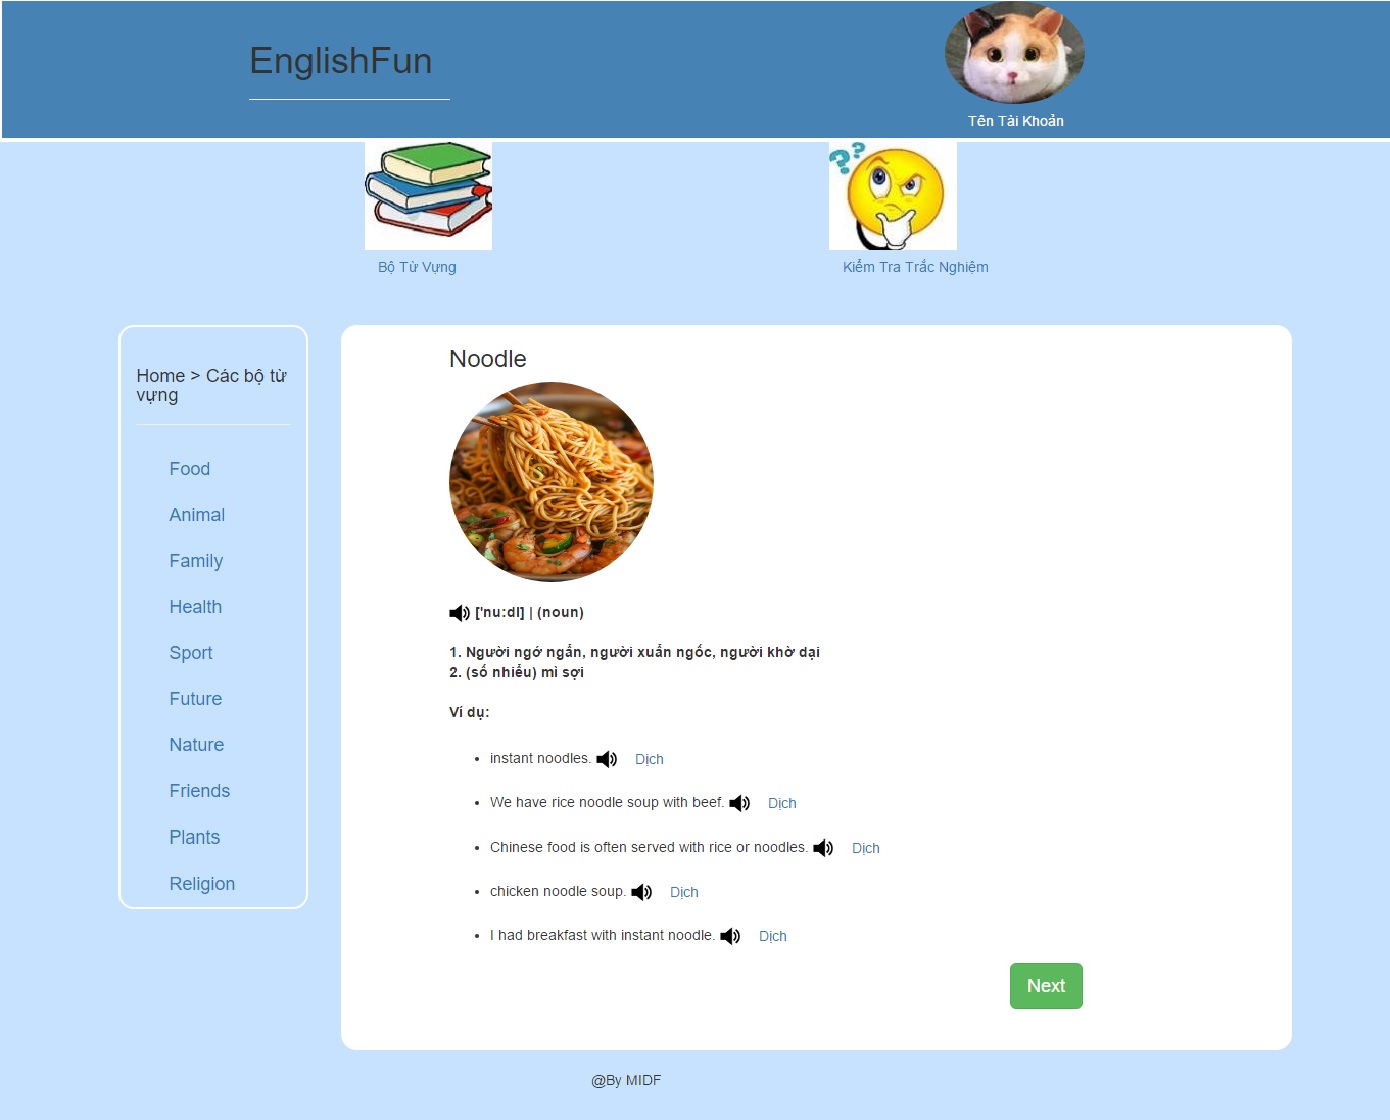 EnglishFun
Tên Tài Khoản
Bộ Từ Vựng
Kiểm Tra Trắc Nghiệm
Home > Các bộ từ
vựng
Food
Animal
Family
Health
Sport
Future
Nature
Friends
Plants
Religion
Noodle
['nu:dl] | (noun)
1. Người ngớ ngẩn, người xuẩn ngốc, người khờ dại
2. (số nhiều) mì sợi
Ví dụ:
• instant noodles. Dịch
• We have rice noodle soup with beef. Dịch
• Chinese food is often served with rice or noodles. Dịch
• chicken noodle soup. Dịch
• I had breakfast with instant noodle. Dịch
Next
@By MIDF